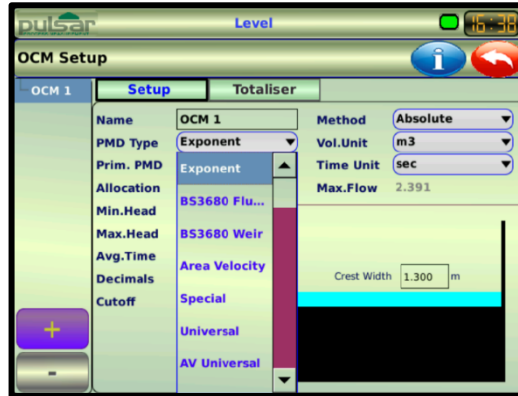 pulsar
Level
16:38
OCM Setup
i
OCM 1
Setup
Totaliser
Name
OCM 1
Method
Absolute
PMD Type
Exponent
Vol.Unit
m3
Prim. PMD
Exponent
Time Unit
sec
Allocation
BS3680 Flu...
Max.Flow
2.391
Min.Head
Max.Head
BS3680 Weir
Avg.Time
Area Velocity
Crest Width
1.300
m
Decimals
Cutoff
Special
Universal
AV Universal
+
-